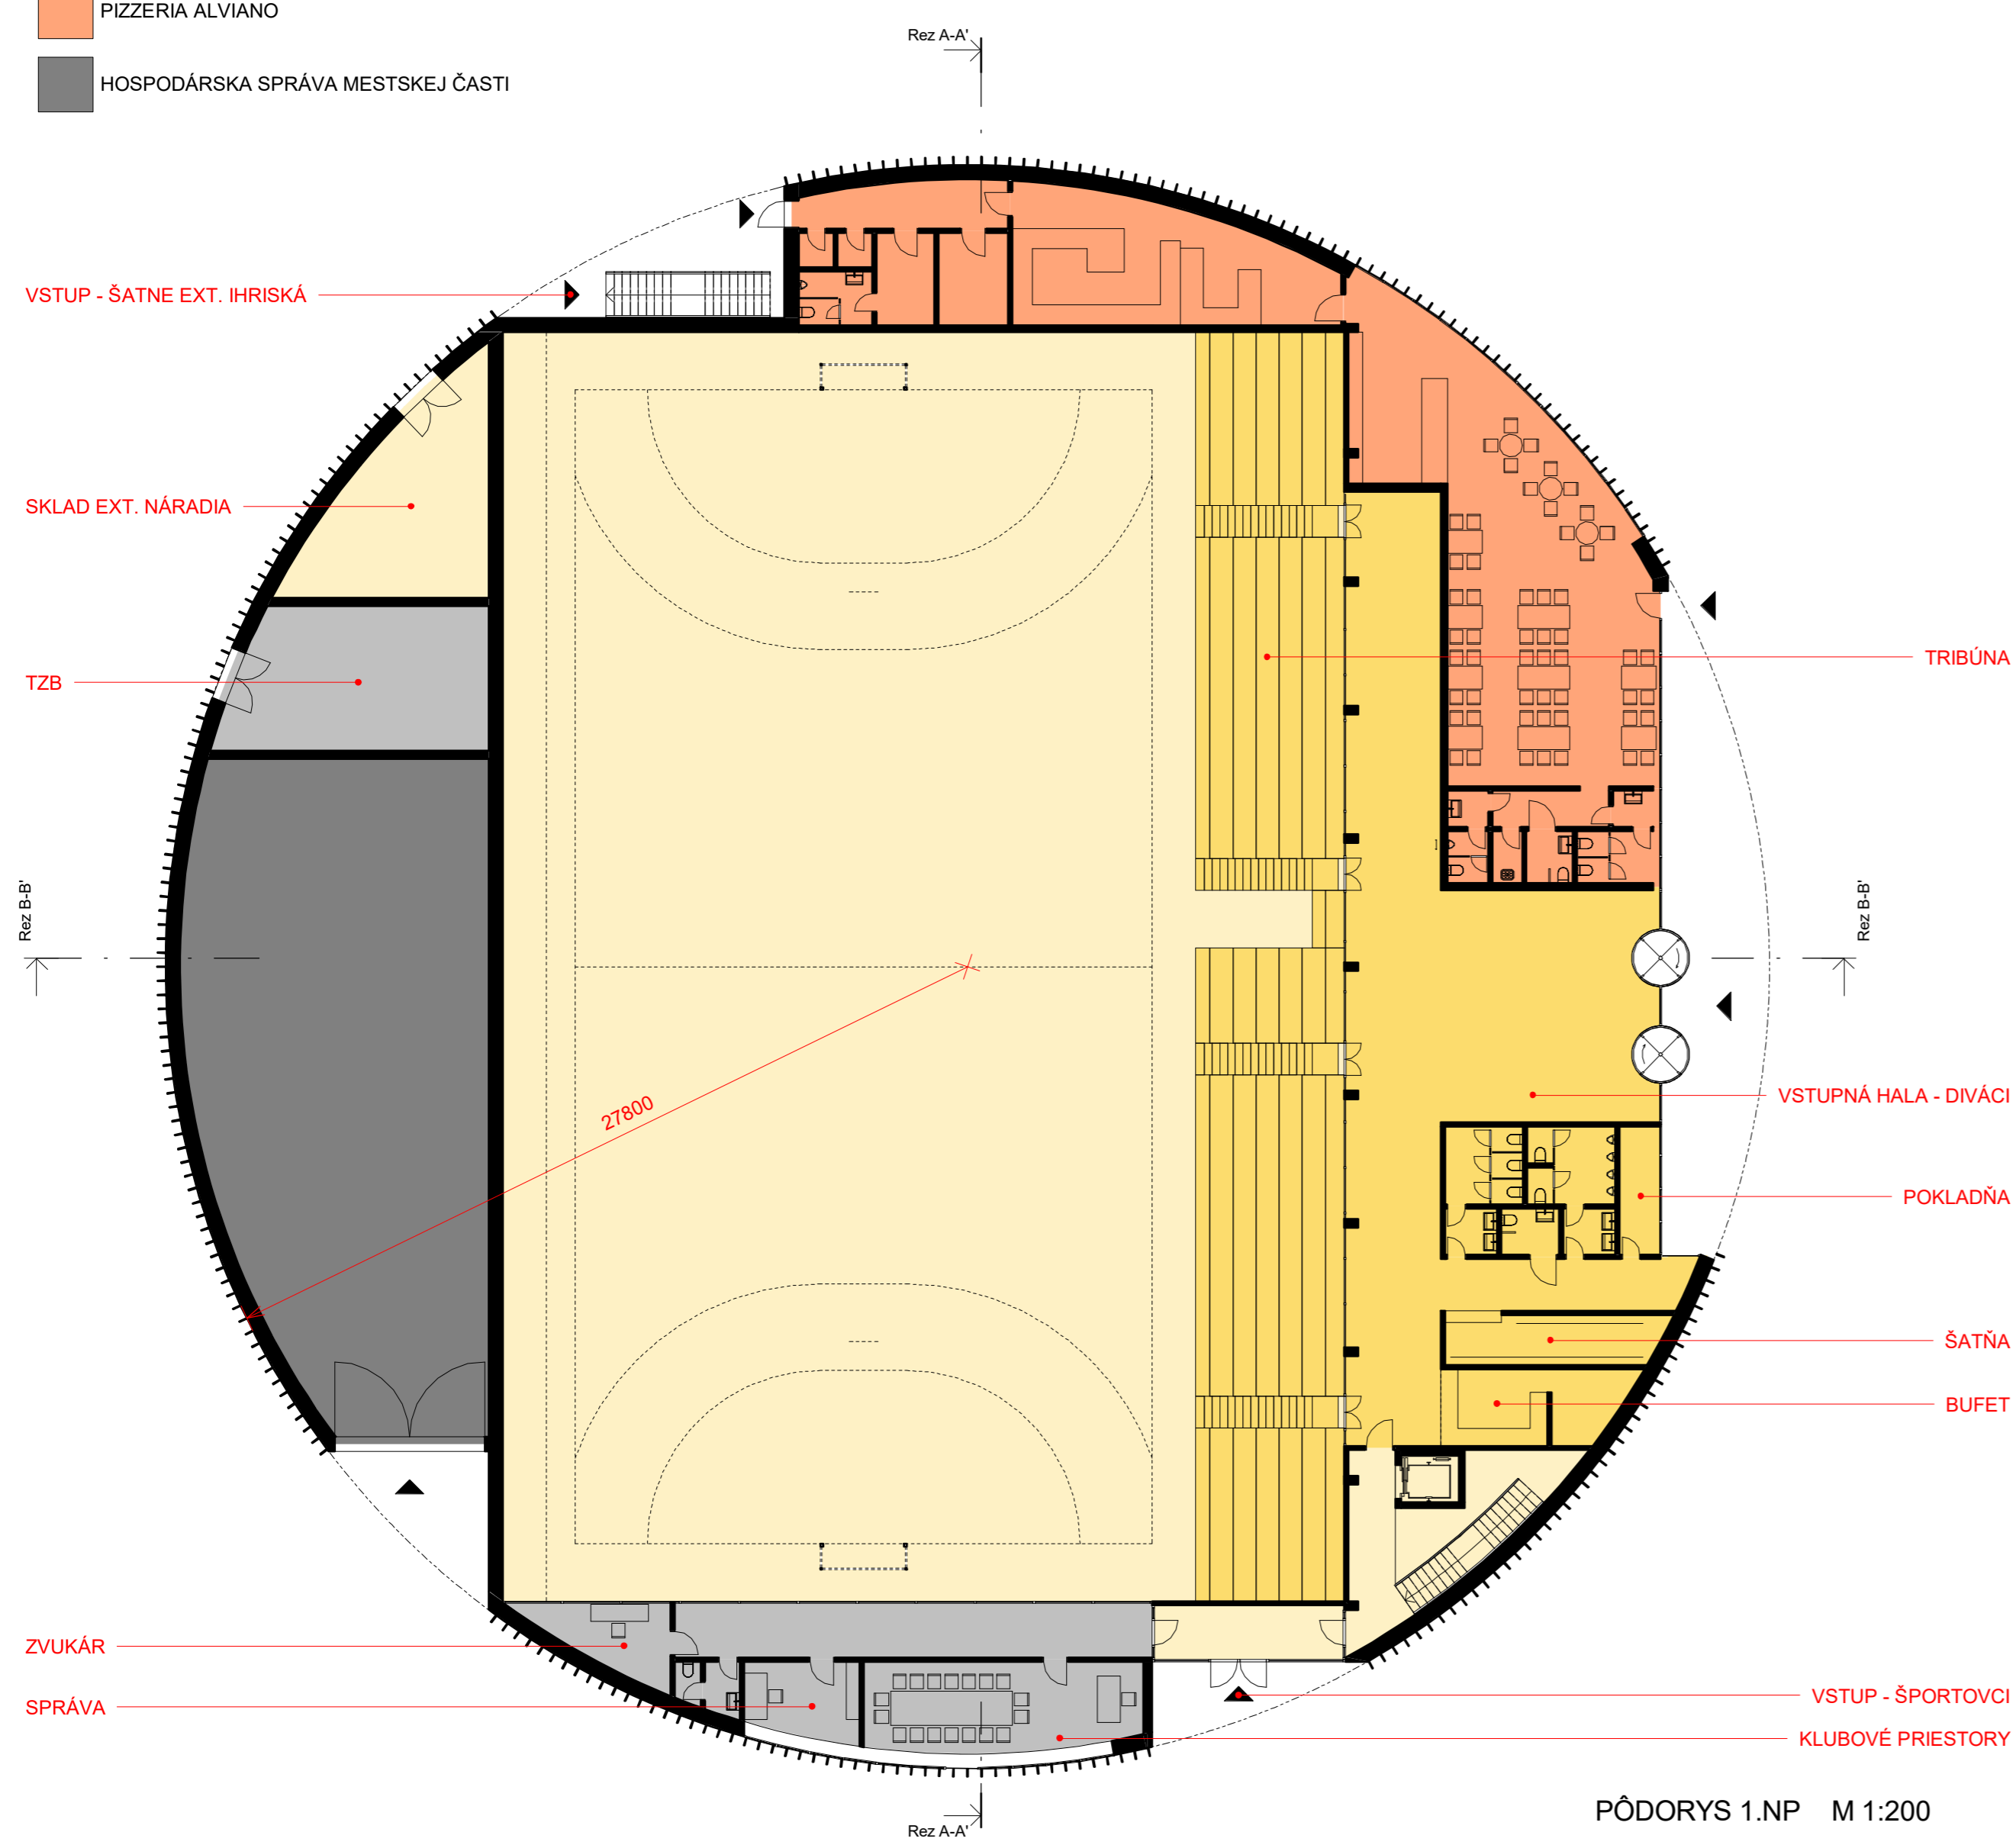 PIZZERIA ALVIANO
HOSPODÁRSKA SPRÁVA MESTSKEJ ČASTI
Rez A-A'
VSTUP - ŠATNE EXT. IHRISKÁ
SKLAD EXT. NÁRADIA
TRIBÚNA
TZB
Rez B-B'
Rez B-B'
27800
VSTUPNÁ HALA - DIVÁCI
POKLADŇA
ŠATŇA
BUFET
ZVUKÁR
VSTUP - ŠPORTOVCI
SPRÁVA
KLUBOVÉ PRIESTORY
PÔDORYS 1.NP M 1:200
Rez A-A'